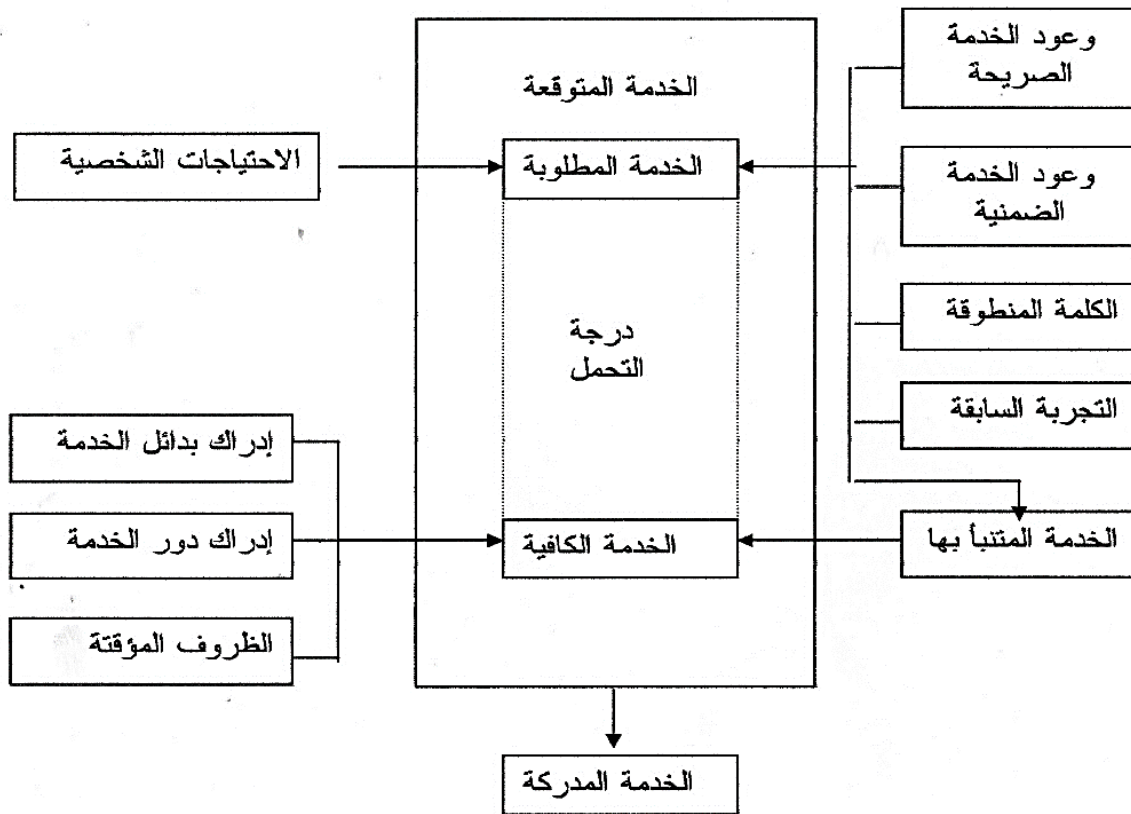 وعود الخدمة
الصريحة
الخدمة المتوقعة
الاحتياجات الشخصية
الخدمة المطلوبة
وعود الخدمة
الضمنية
الكلمة المنطوقة
درجة
التحمل
التجربة السابقة
إدراك بدائل الخدمة
إدراك دور الخدمة
الخدمة الكافية
الخدمة المتنبأ بها
الظروف المؤقتة
الخدمة المدركة